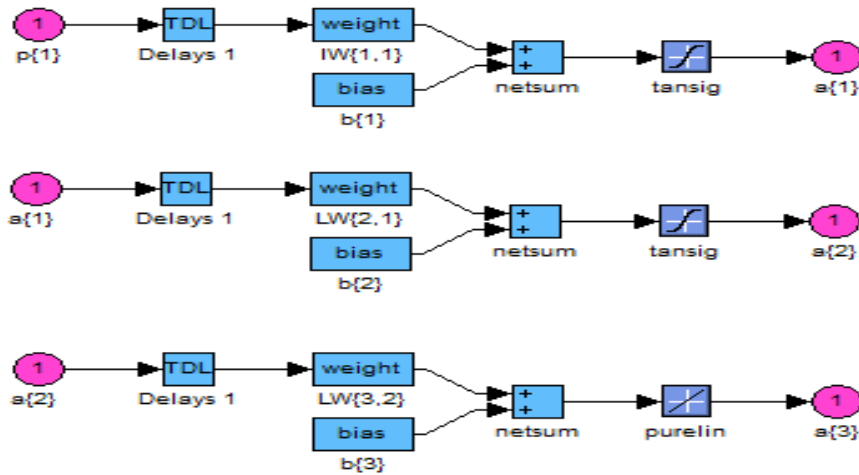 1 TDL weight + 1
p{1} Delays 1 IW{1,1} +
bias netsum tansig a{1}
b{1}
1 TDL weight + 1
a{1} Delays 1 LW{2,1} +
bias netsum tansig a{2}
b{2}
1 TDL weight + 1
a{2} Delays 1 LW{3,2} +
bias netsum purelin a{3}
b{3}